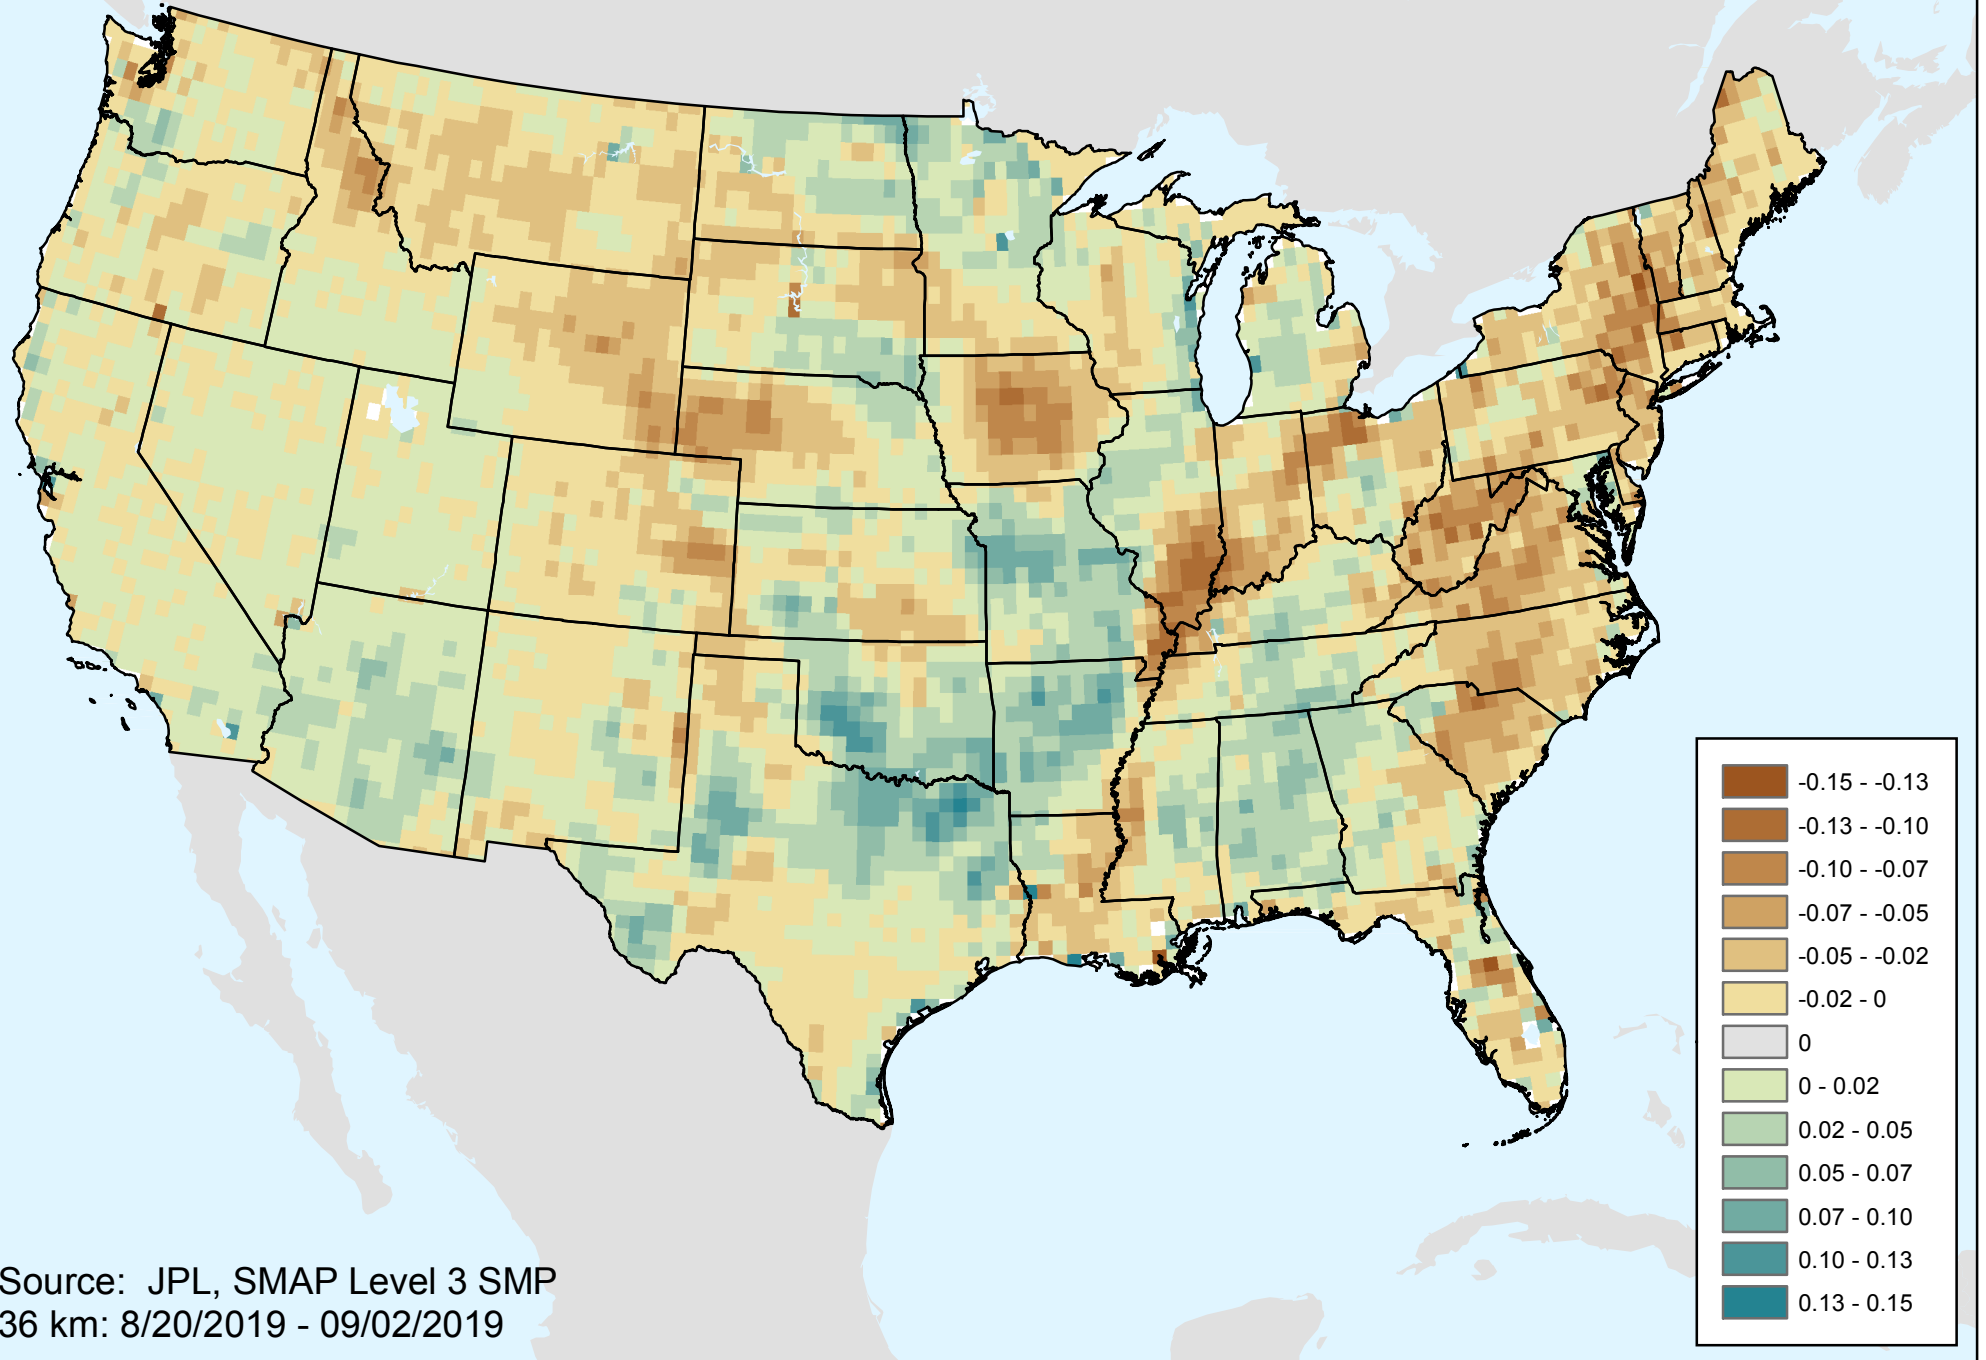 -0.15 - -0.13
-0.13 - -0.10
-0.10 - -0.07
-0.07 - -0.05
-0.05 - -0.02
-0.02 - 0
0
0 - 0.02
0.02 - 0.05
0.05 - 0.07
0.07 - 0.10
0.10 - 0.13
0.13 - 0.15
Source: JPL, SMAP Level 3 SMP
36 km: 8/20/2019 - 09/02/2019